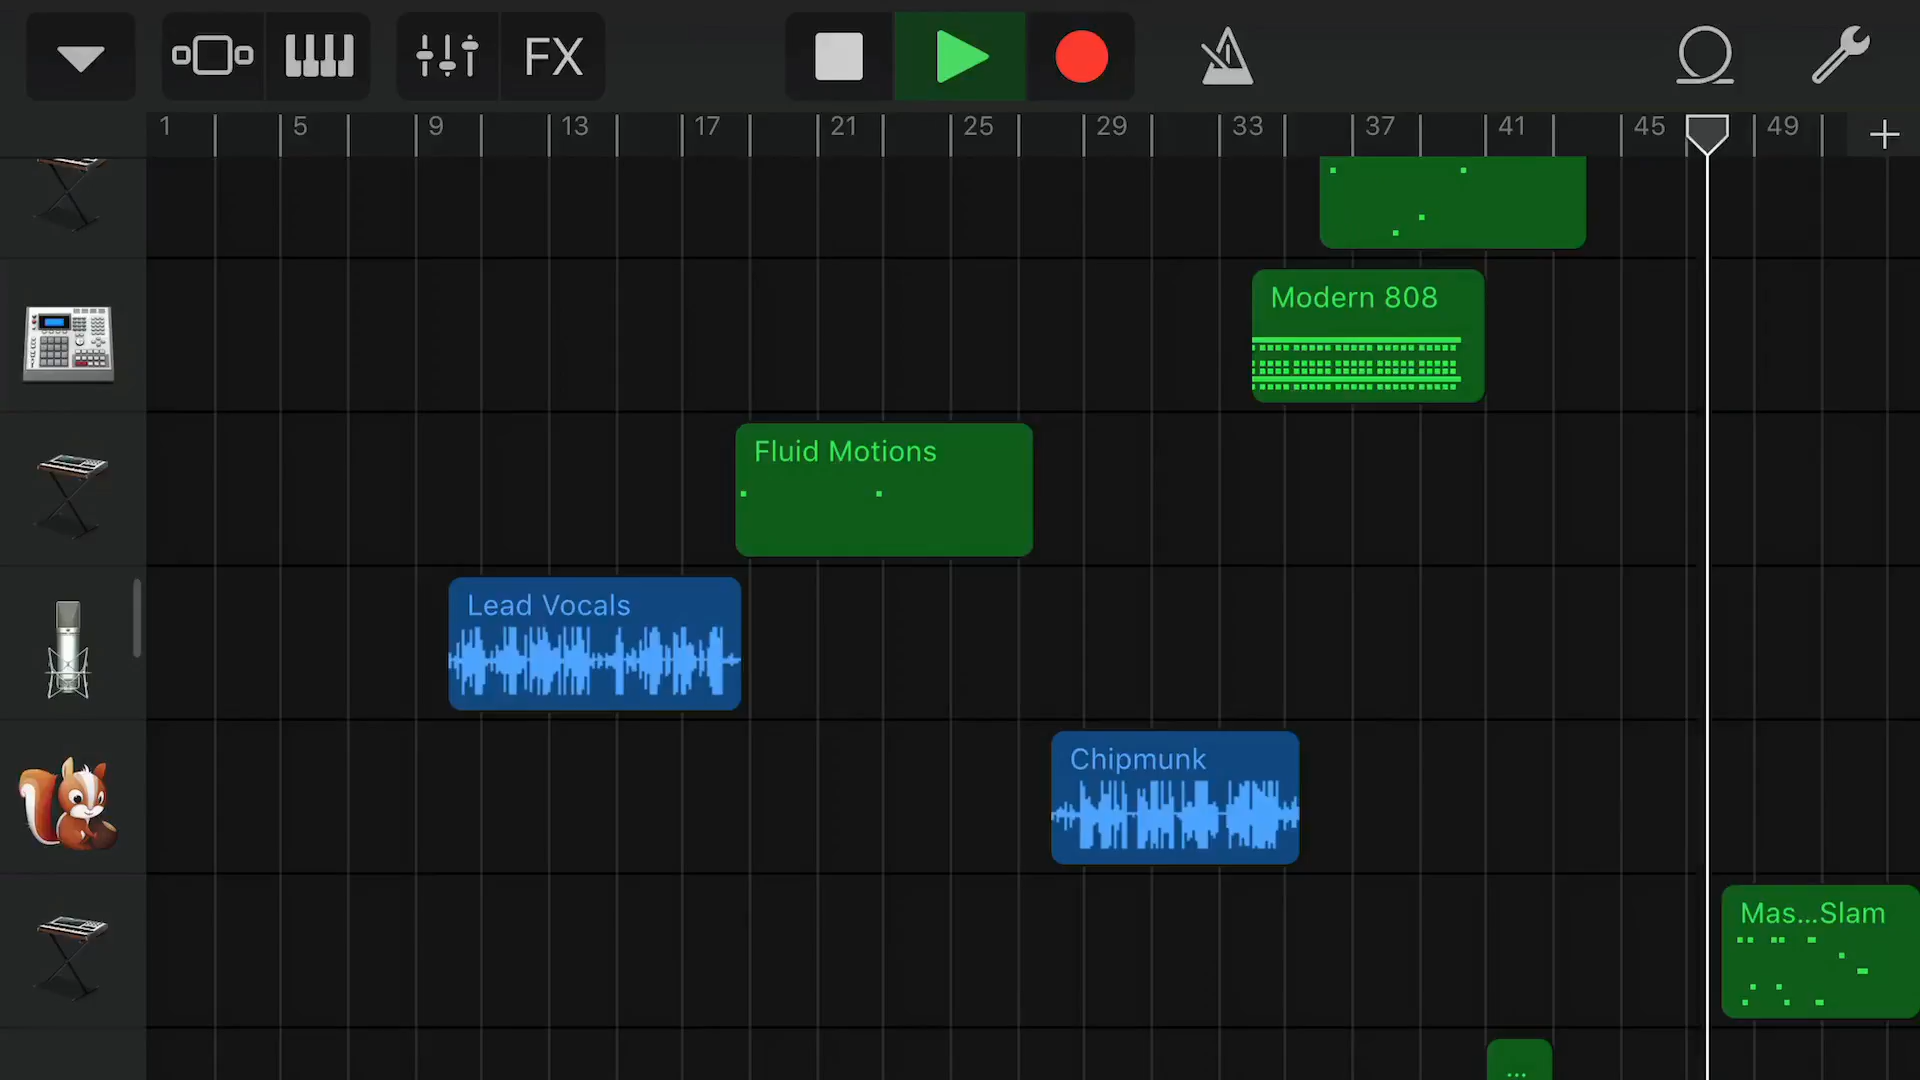 FX
1 5 9 13 17 21 25 29 33 37 41 45 49
Modern 808
Fluid Motions
Lead Vocals
Chipmunk
Mas...Slam
...